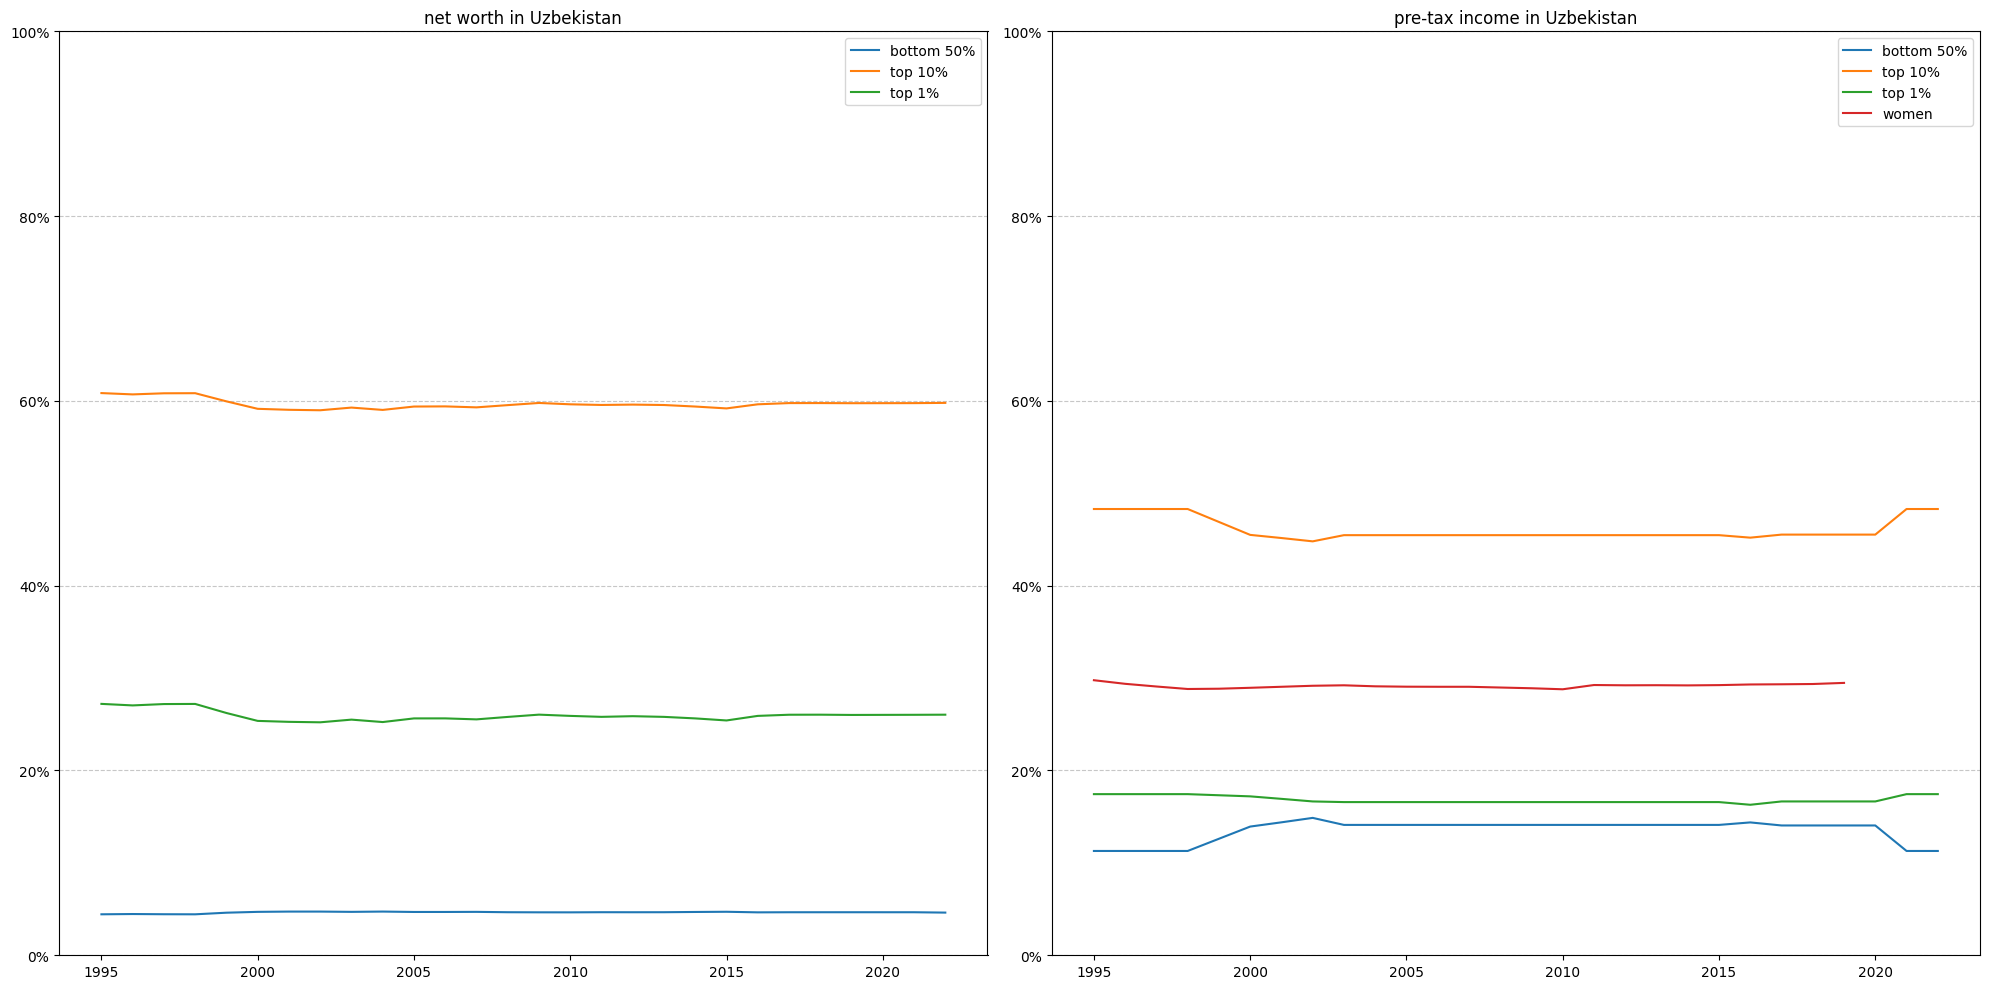 net worth in Uzbekistan
100%
80%
60%
40%
20%
0%
1995 2000 2005 2010 2015 2020
bottom 50%
top 10%
top 1%
pre-tax income in Uzbekistan
100%
80%
60%
40%
20%
0%
1995 2000 2005 2010 2015 2020
bottom 50%
top 10%
top 1%
women